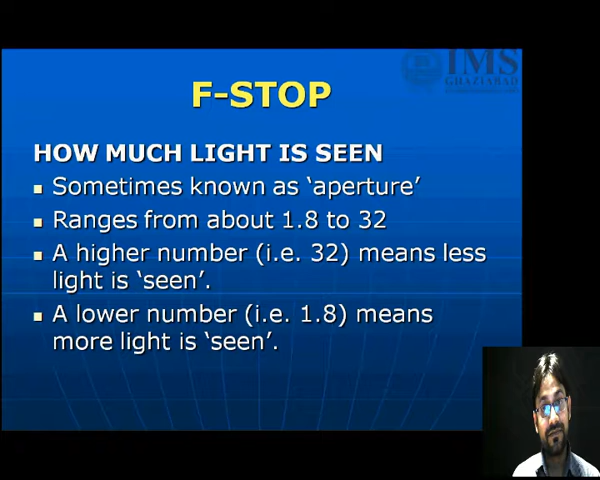 IMS
GHAZIABAD
F-STOP
HOW MUCH LIGHT IS SEEN
Sometimes known as ‘aperture’
Ranges from about 1.8 to 32
A higher number (i.e. 32) means less
light is ‘seen’.
A lower number (i.e. 1.8) means
more light is ‘seen’.